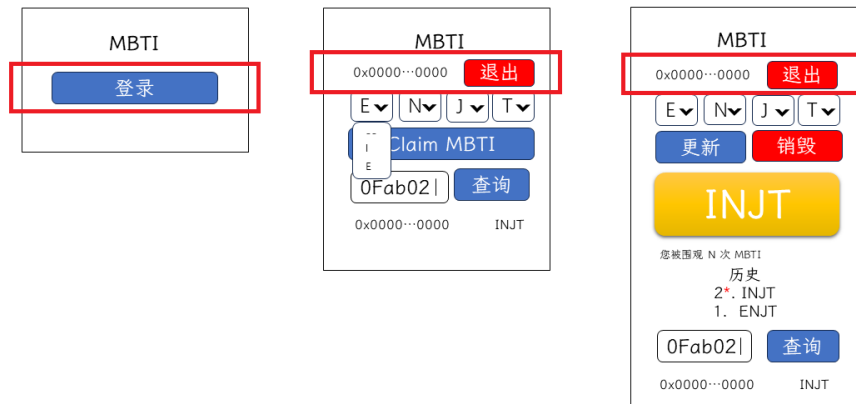 MBTI
登录
MBTI
0x0000…0000 退出
E N J T
--
I
E
Claim MBTI
0Fab02| 查询
0x0000…0000 INJT
MBTI
0x0000…0000 退出
E N J T
更新 销毁
INJT
您被围观 N 次 MBTI
历史
2*. INJT
1. ENJT
0Fab02| 查询
0x0000…0000 INJT